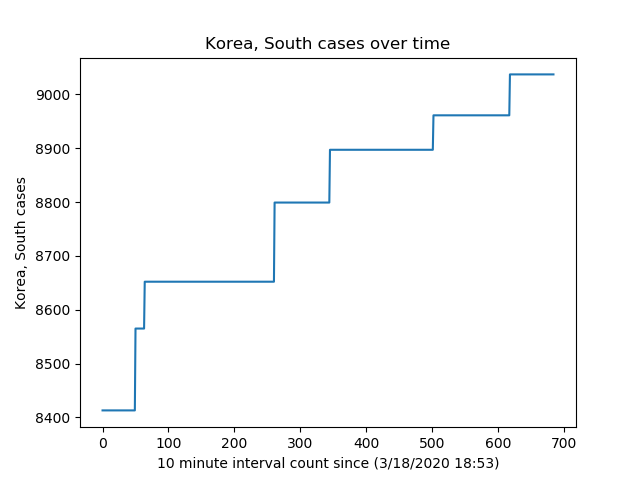 Korea, South cases over time
9000
8900
8800
8700
8600
8500
8400
Korea, South cases
0 100 200 300 400 500 600 700
10 minute interval count since (3/18/2020 18:53)